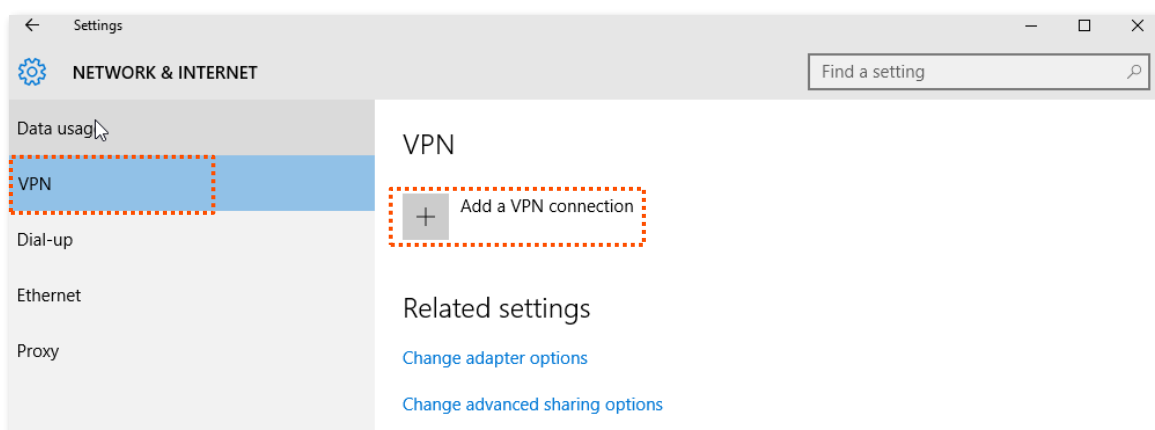 Settings
NETWORK & INTERNET
Find a setting
Data usag
VPN
Dial-up
Ethernet
Proxy
VPN
Add a VPN connection
Related settings
Change adapter options
Change advanced sharing options